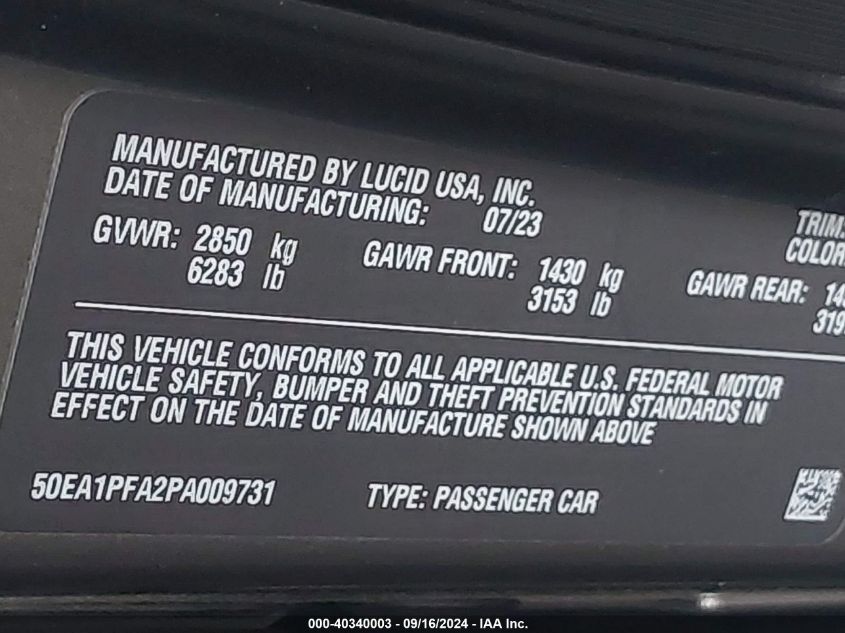 MANUFACTURED BY LUCID USA, INC.
DATE OF MANUFACTURING: 07/23
TRIM
COLOR
GVWR: 2850 kg GAWR FRONT: 1430 kg GAWR REAR: 14
6283 lb 3153 lb 319
THIS VEHICLE CONFORMS TO ALL APPLICABLE U.S. FEDERAL MOTOR
VEHICLE SAFETY, BUMPER AND THEFT PREVENTION STANDARDS IN
EFFECT ON THE DATE OF MANUFACTURE SHOWN ABOVE
50EA1PFA2PA009731 TYPE: PASSENGER CAR
000-40340003 - 09/16/2024 - IAA Inc.